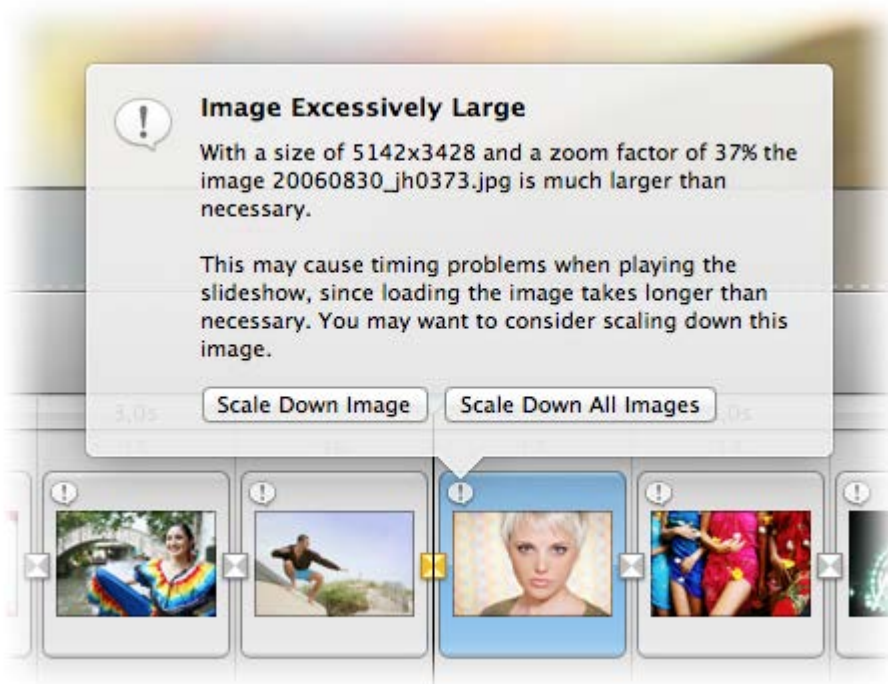 Image Excessively Large
With a size of 5142x3428 and a zoom factor of 37% the
image 20060830_jh0373.jpg is much larger than
necessary.
This may cause timing problems when playing the
slideshow, since loading the image takes longer than
necessary. You may want to consider scaling down this
image.
Scale Down Image Scale Down All Images
3,0s